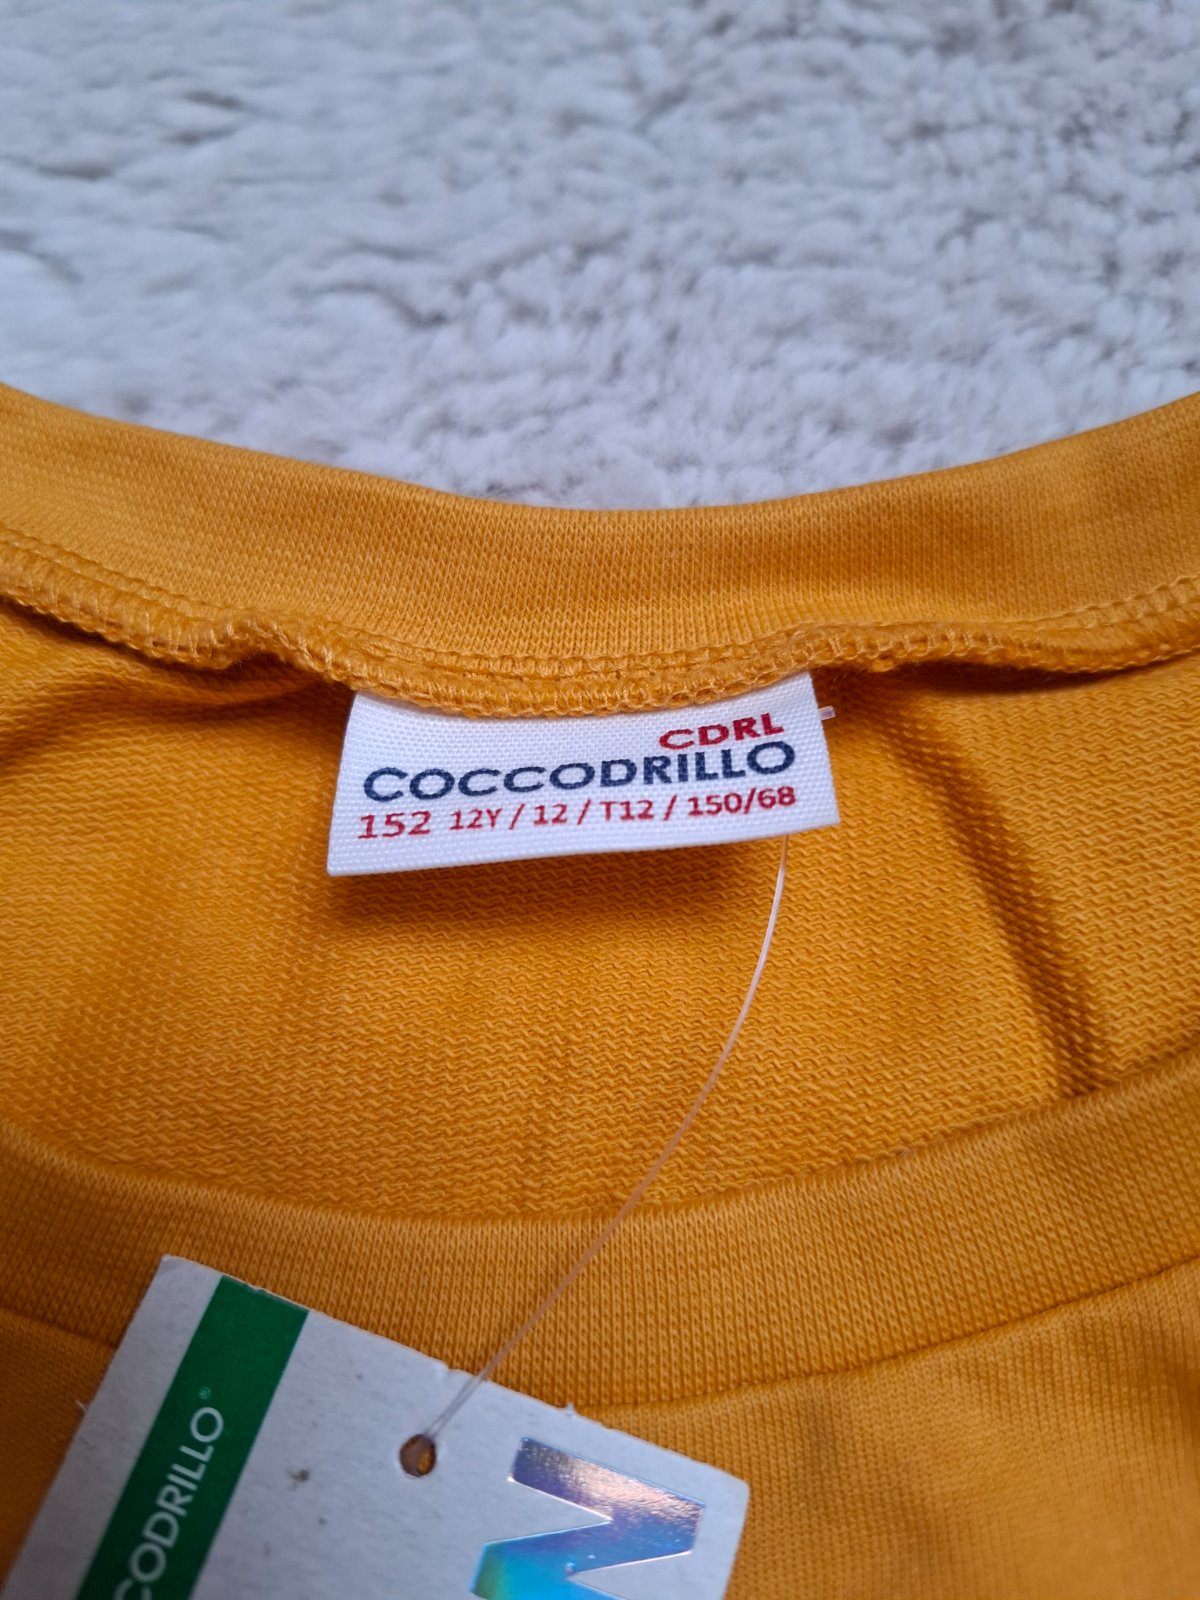 CDRL
COCCODRILLO
152 12Y / 12 / T12 / 150/68
CODRILLO®